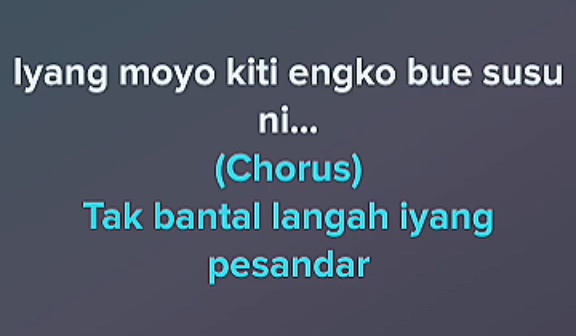 Iyang moyo kiti engko bue susu
ni...
(Chorus)
Tak bantal langah iyang
pesandar